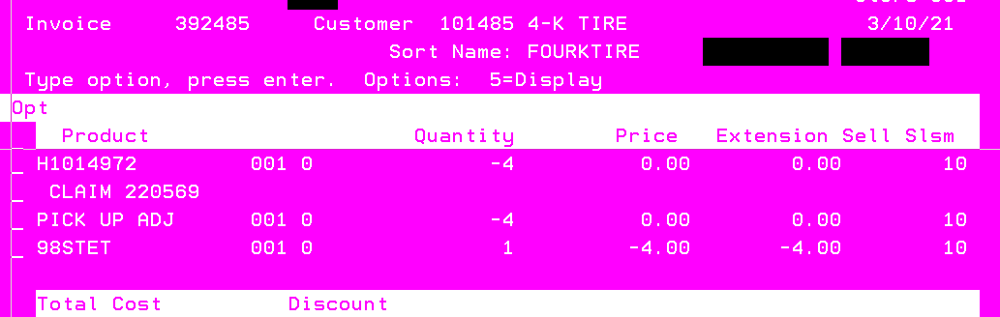 Invoice 392485 Customer 101485 4-K TIRE 3/10/21
Sort Name: FOURKTIRE
Type option, press enter. Options: 5=Display
Opt
Product Quantity Price Extension Sell Slsm
_ H1014972 001 0 -4 0.00 0.00 10
_ CLAIM 220569
_ PICK UP ADJ 001 0 -4 0.00 0.00 10
_ 98STET 001 0 1 -4.00 -4.00 10
Total Cost Discount